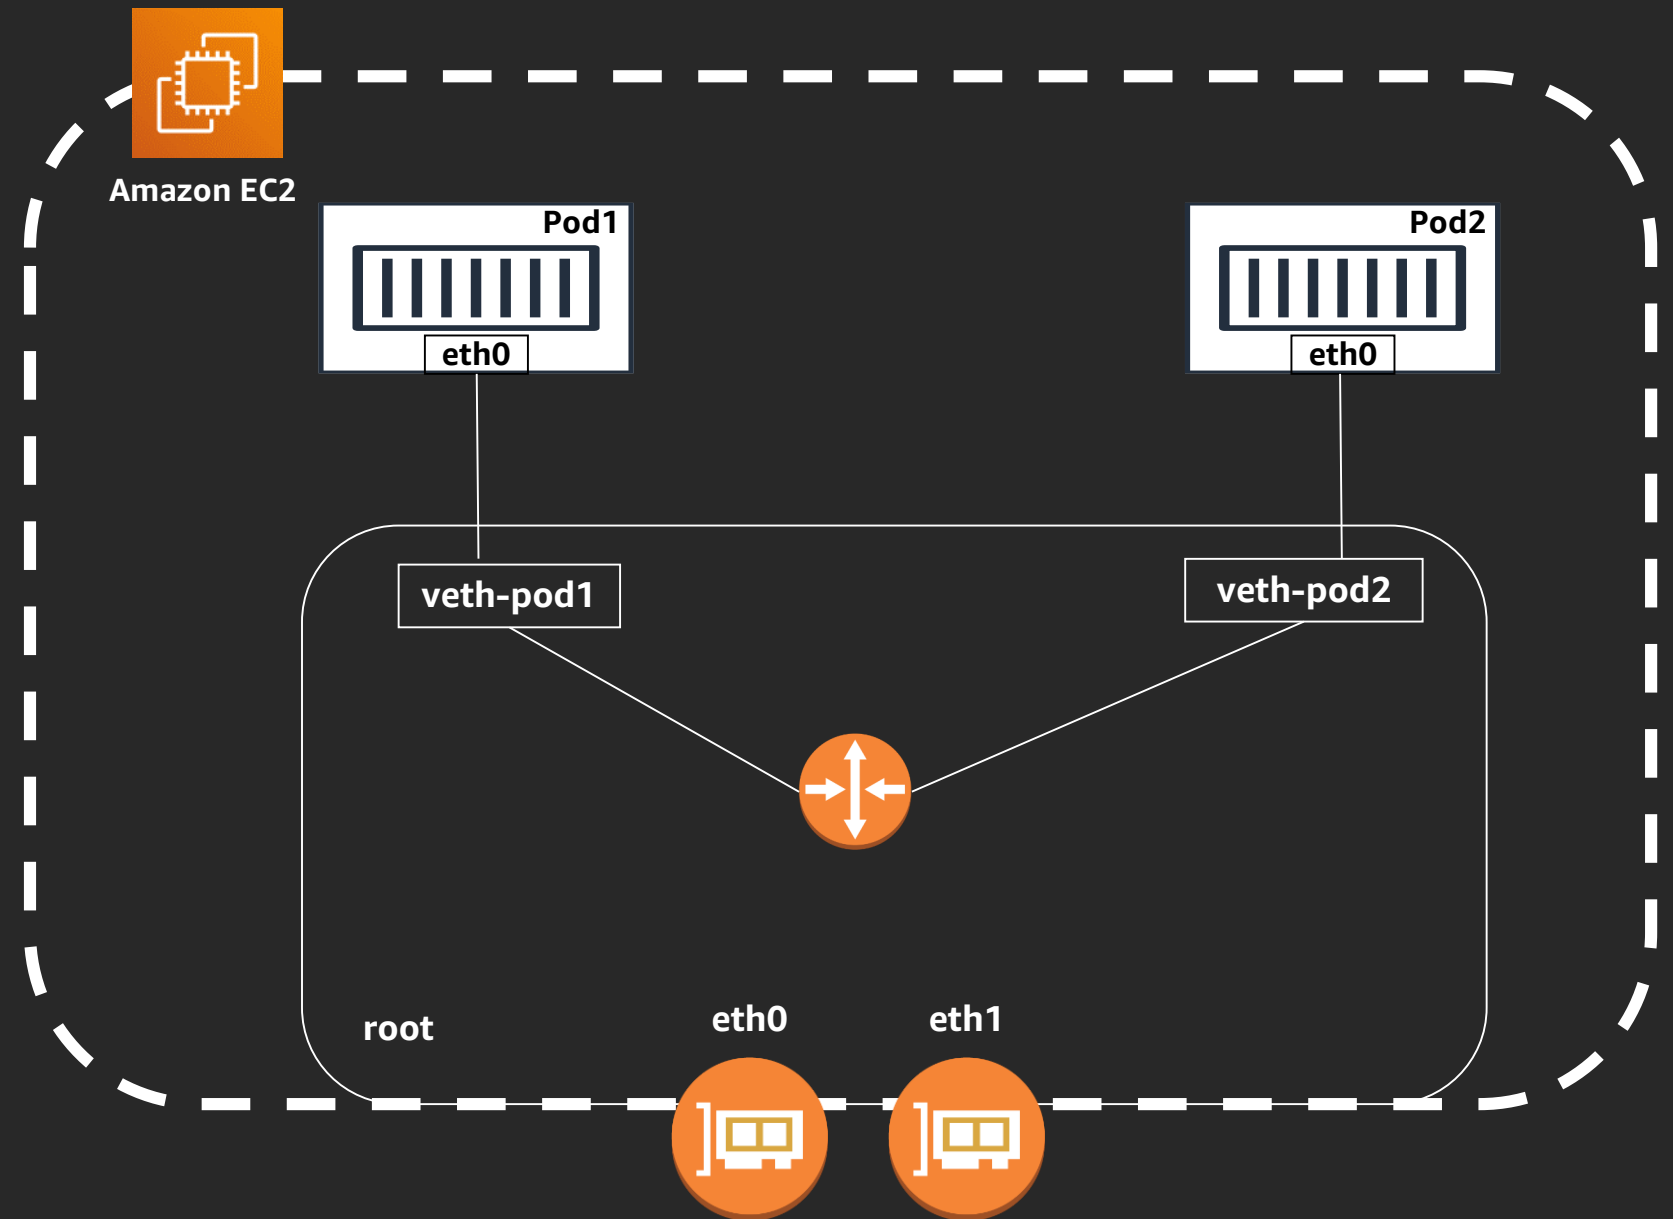 Amazon EC2
Pod1
Pod2
eth0
eth0
veth-pod1
veth-pod2
root
eth0
eth1